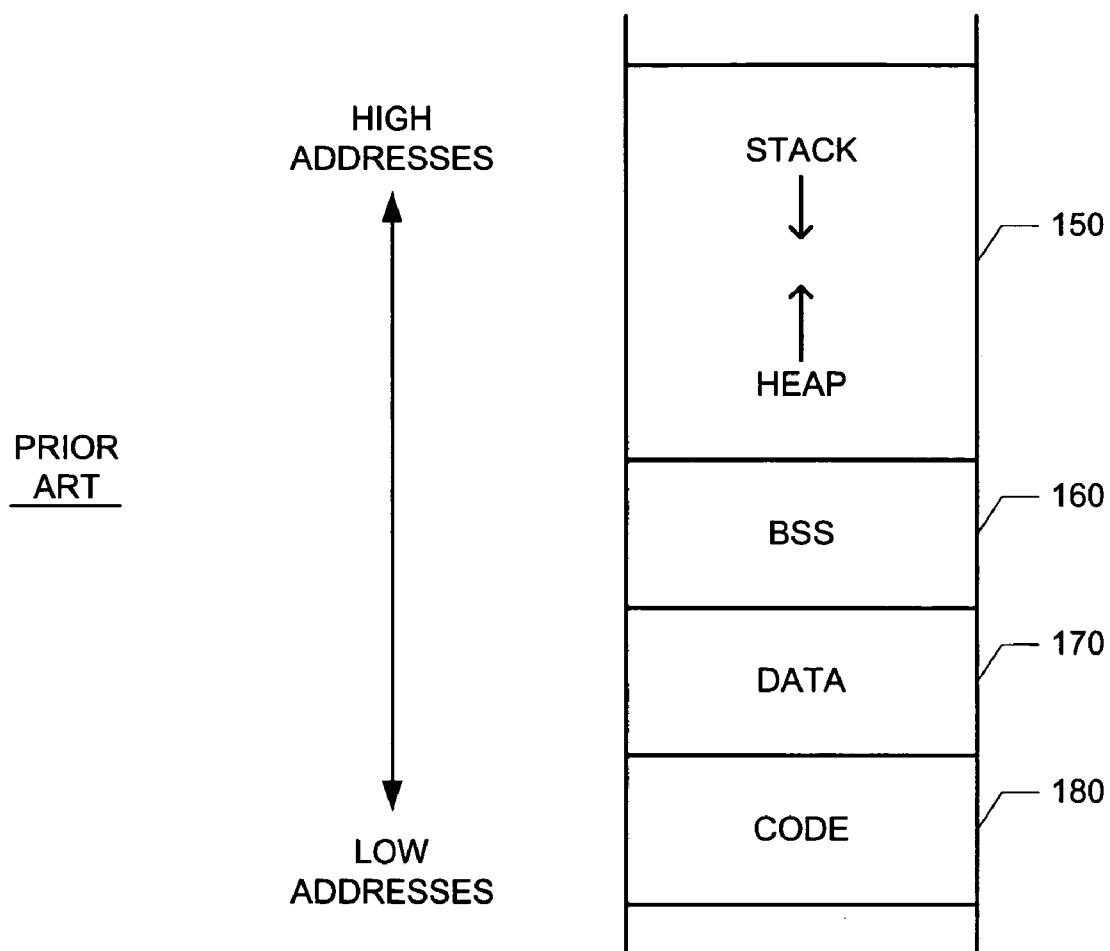 HIGH
ADDRESSES
STACK
150
HEAP
PRIOR
ART
160
BSS
170
DATA
180
CODE
LOW
ADDRESSES